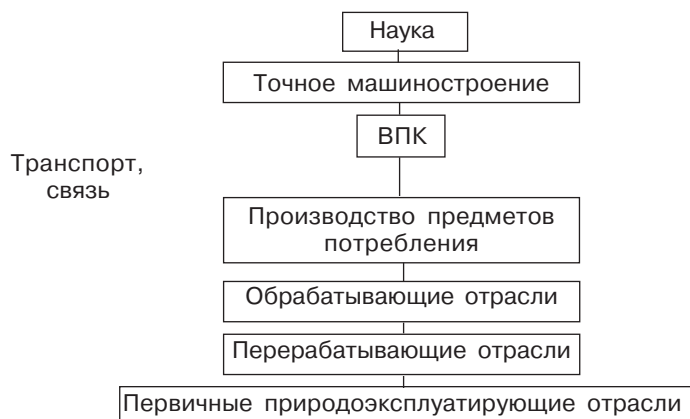 Наука
Точное машиностроение
ВПК
Транспорт,
связь
Производство предметов
потребления
Обрабатывающие отрасли
Перерабатывающие отрасли
Первичные природоэксплуатирующие отрасли